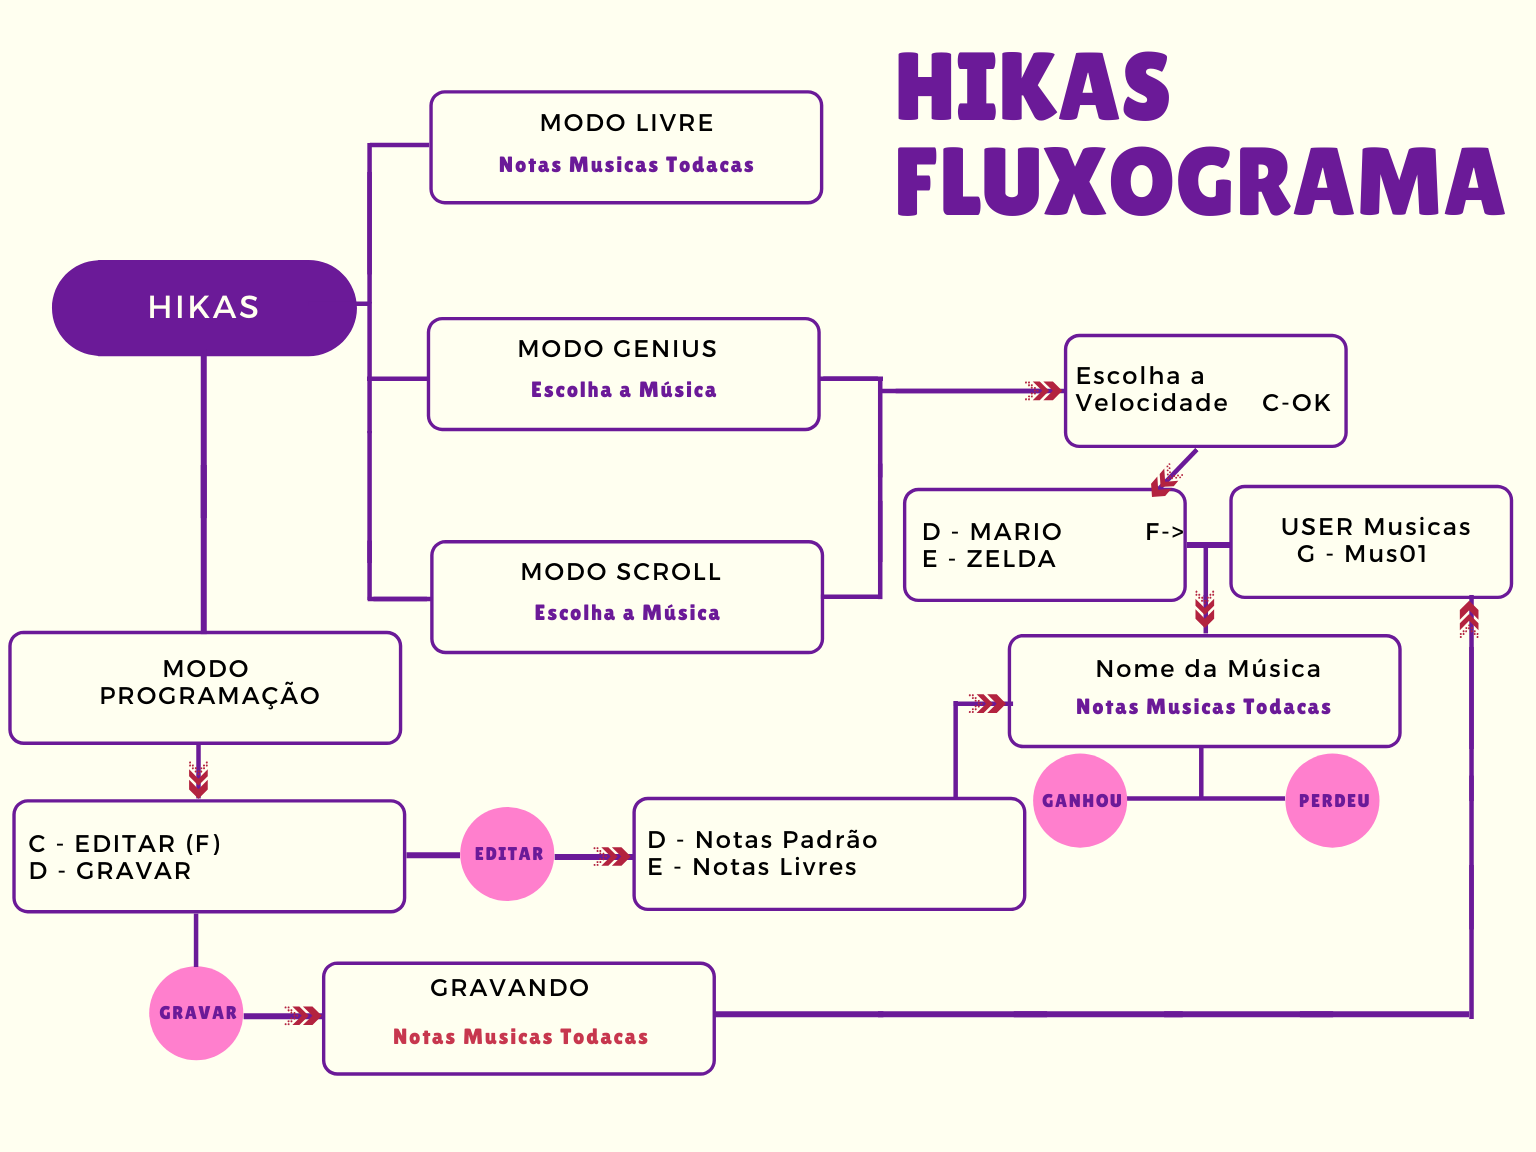 HIKAS
FLUXOGRAMA
MODO LIVRE
Notas Musicas Todacas
HIKAS
MODO GENIUS
Escolha a Música
Escolha a
Velocidade C-OK
MODO SCROLL
Escolha a Música
D - MARIO F->
E - ZELDA
USER Musicas
G - Mus01
MODO
PROGRAMAÇÃO
Nome da Música
Notas Musicas Todacas
GANHOU
PERDEU
C - EDITAR (F)
D - GRAVAR
EDITAR
D - Notas Padrão
E - Notas Livres
GRAVAR
GRAVANDO
Notas Musicas Todacas